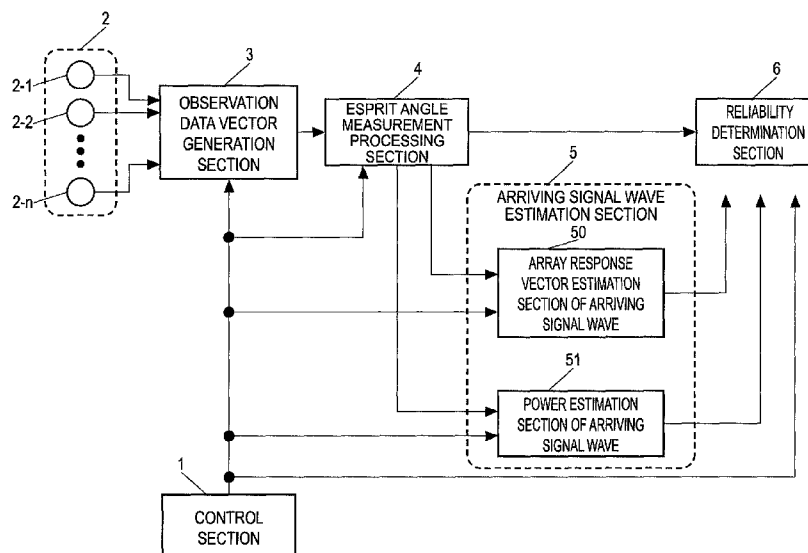 2
3
4
6
2-1
2-2
2-n
OBSERVATION
DATA VECTOR
GENERATION
SECTION
ESPRIT ANGLE
MEASUREMENT
PROCESSING
SECTION
RELIABILITY
DETERMINATION
SECTION
5
ARRIVING SIGNAL WAVE
ESTIMATION SECTION
50
ARRAY RESPONSE
VECTOR ESTIMATION
SECTION OF ARRIVING
SIGNAL WAVE
51
POWER ESTIMATION
SECTION OF ARRIVING
SIGNAL WAVE
1
CONTROL
SECTION